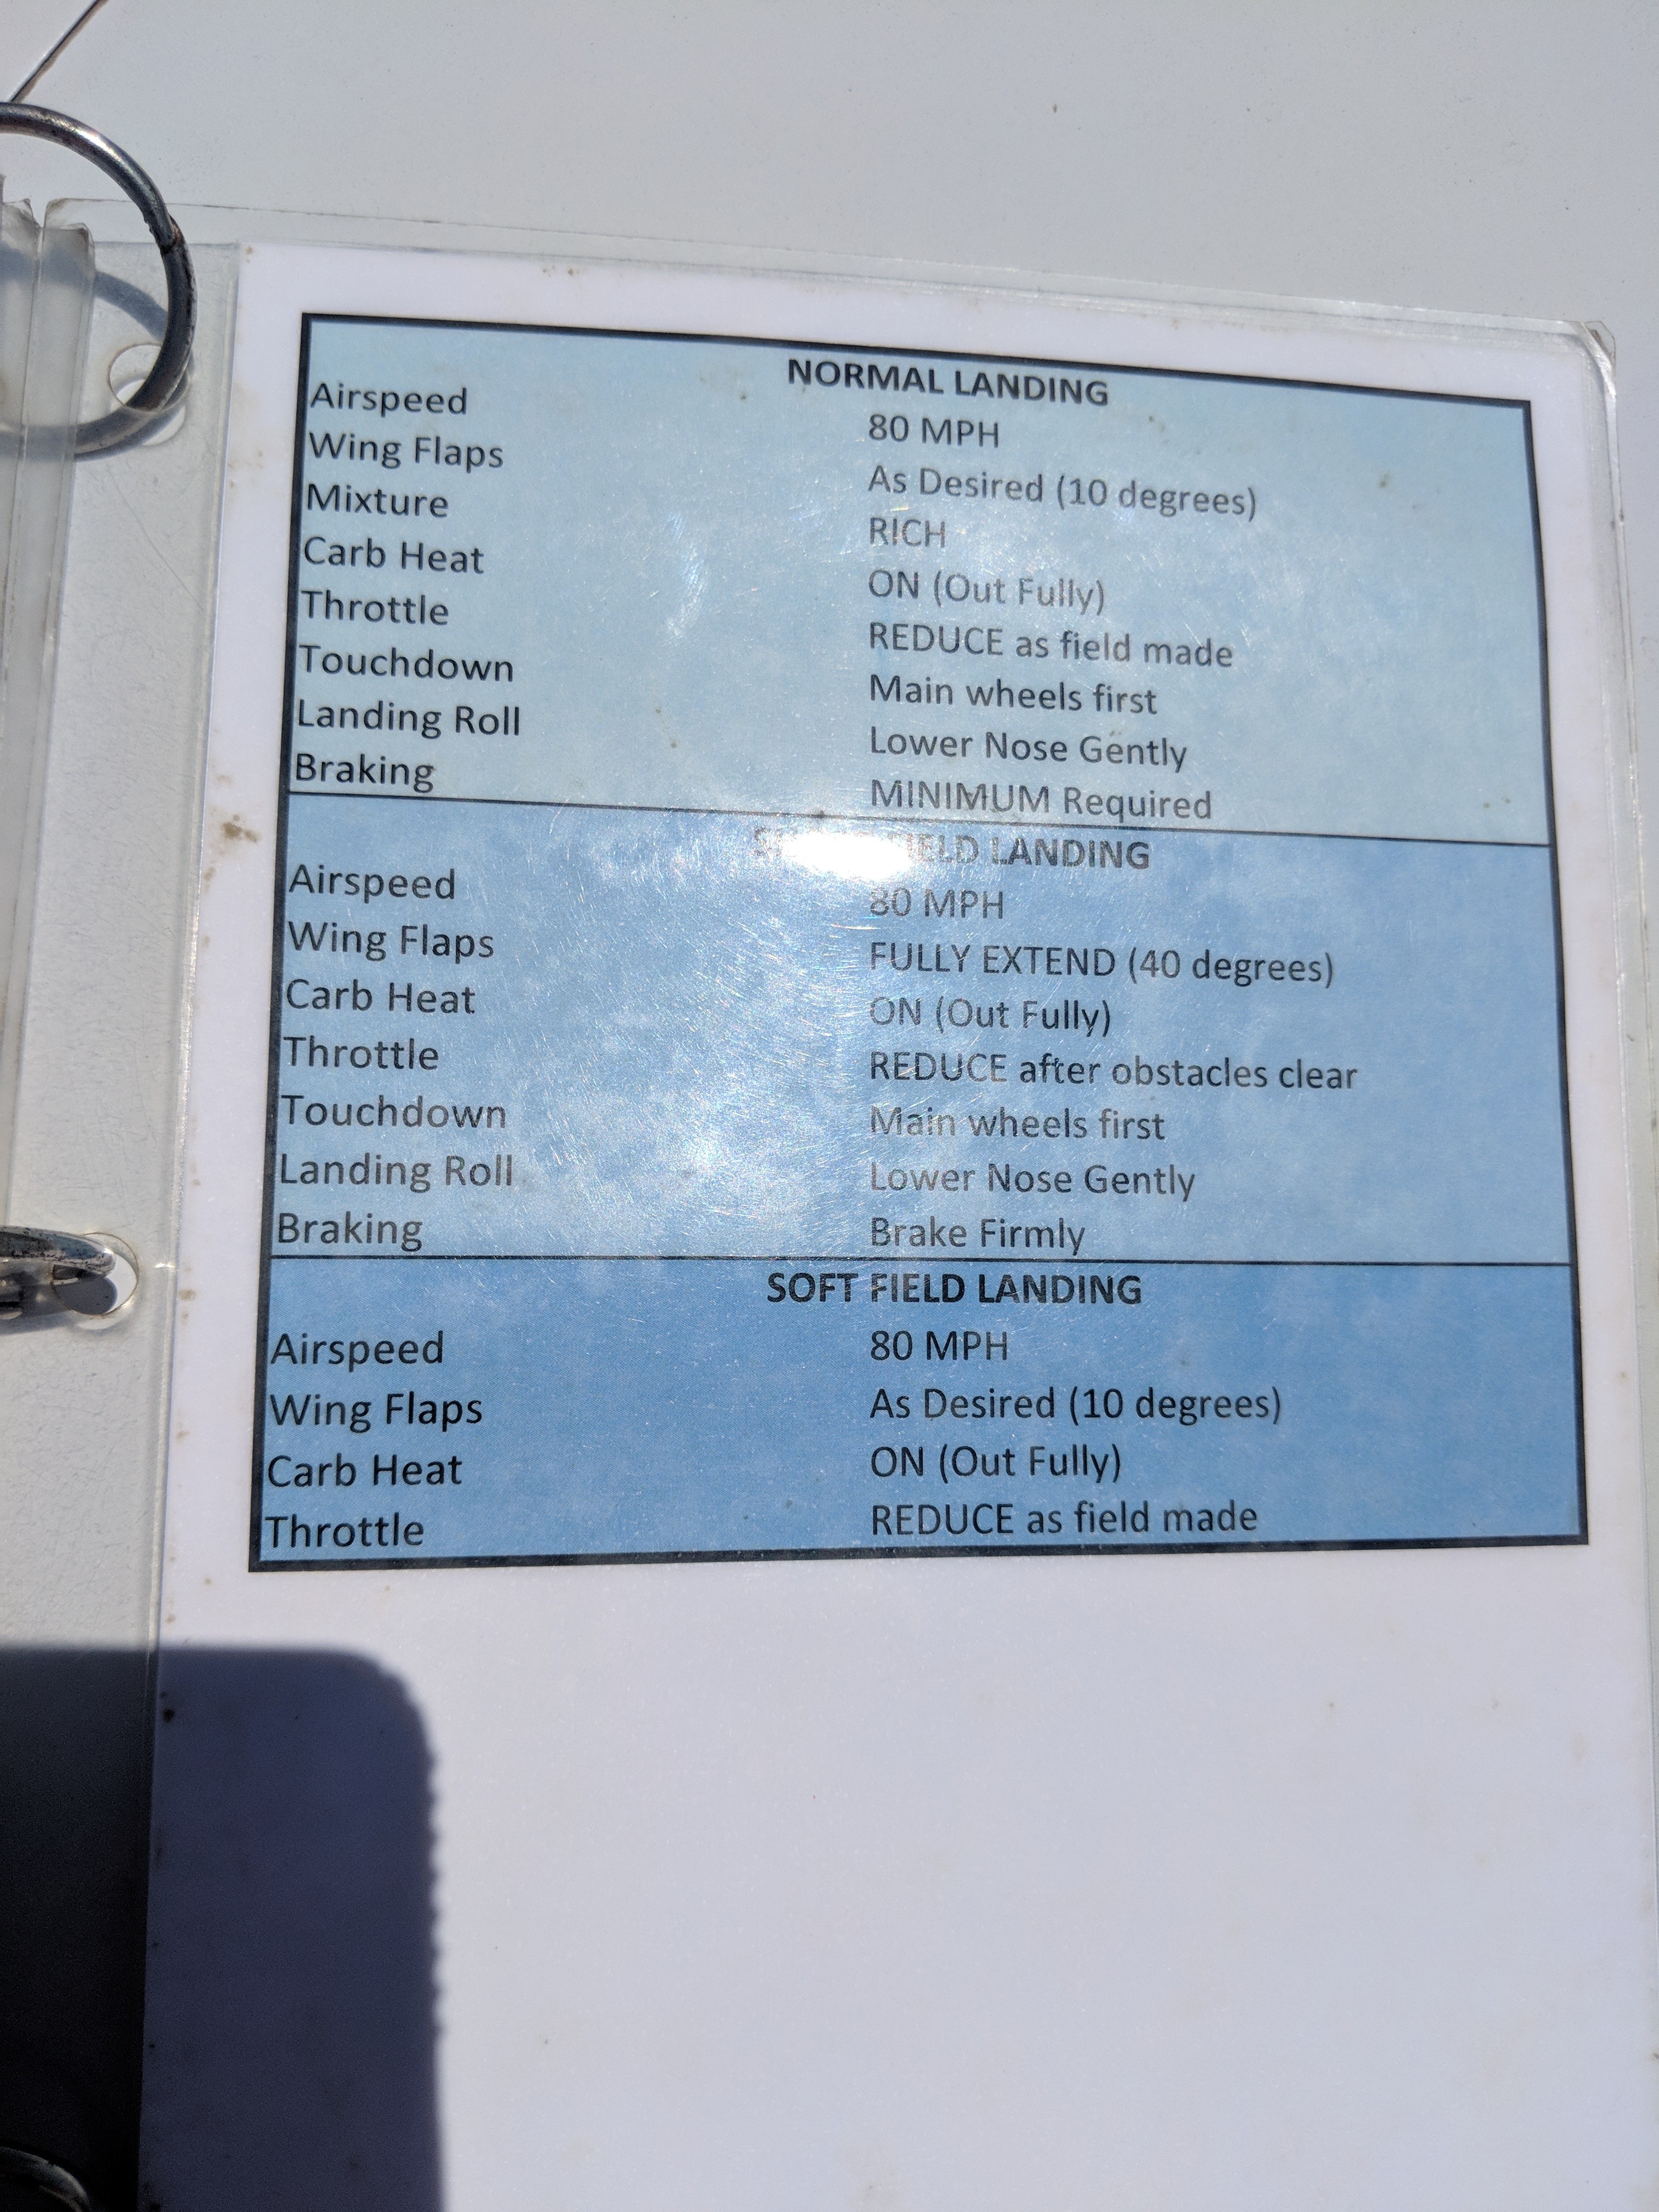 NORMAL LANDING
Airspeed 80 MPH
Wing Flaps As Desired (10 degrees)
Mixture RICH
Carb Heat ON (Out Fully)
Throttle REDUCE as field made
Touchdown Main wheels first
Landing Roll Lower Nose Gently
Braking MINIMUM Required
LANDING
Airspeed 80 MPH
Wing Flaps FULLY EXTEND (40 degrees)
Carb Heat ON (Out Fully)
Throttle REDUCE after obstacles clear
Touchdown Main wheels first
Landing Roll Lower Nose Gently
Braking Brake Firmly
SOFT FIELD LANDING
Airspeed 80 MPH
Wing Flaps As Desired (10 degrees)
Carb Heat ON (Out Fully)
Throttle REDUCE as field made